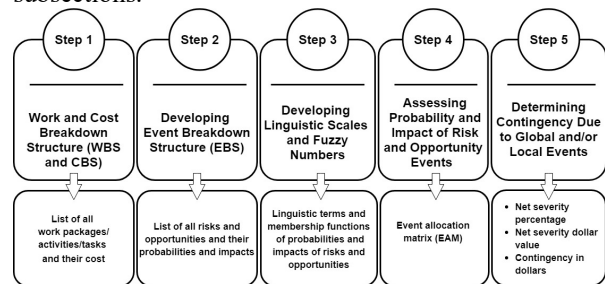 subsections.
Step 1
Step 2
Step 3
Step 4
Step 5
Work and Cost
Breakdown
Structure (WBS
and CBS)
Developing
Event Breakdown
Structure (EBS)
Developing
Linguistic Scales
and Fuzzy
Numbers
Assessing
Probability and
Impact of Risk
and Opportunity
Events
Determining
Contingency Due
to Global and/or
Local Events
List of all
work packages/
activities/tasks
and their cost
List of all risks and
opportunities and their
probabilities and impacts
Linguistic terms and
membership functions
of probabilities and
impacts of risks and
opportunities
Event allocation
matrix (EAM)
• Net severity
percentage
• Net severity dollar
value
• Contingency in
dollars